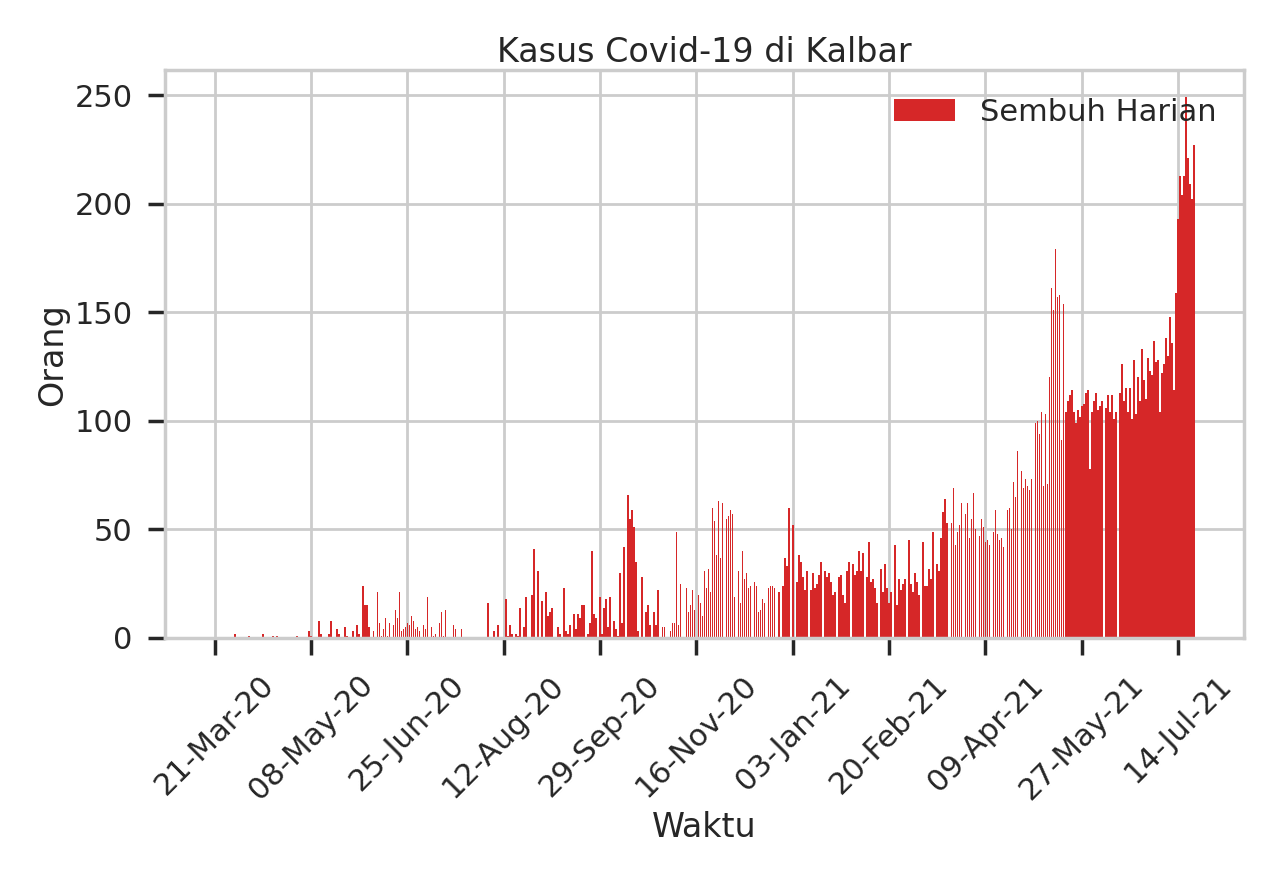 Kasus Covid-19 di Kalbar
Sembuh Harian
Orang
250
200
150
100
50
0
21-Mar-20
08-May-20
25-Jun-20
12-Aug-20
29-Sep-20
16-Nov-20
03-Jan-21
20-Feb-21
09-Apr-21
27-May-21
14-Jul-21
Waktu